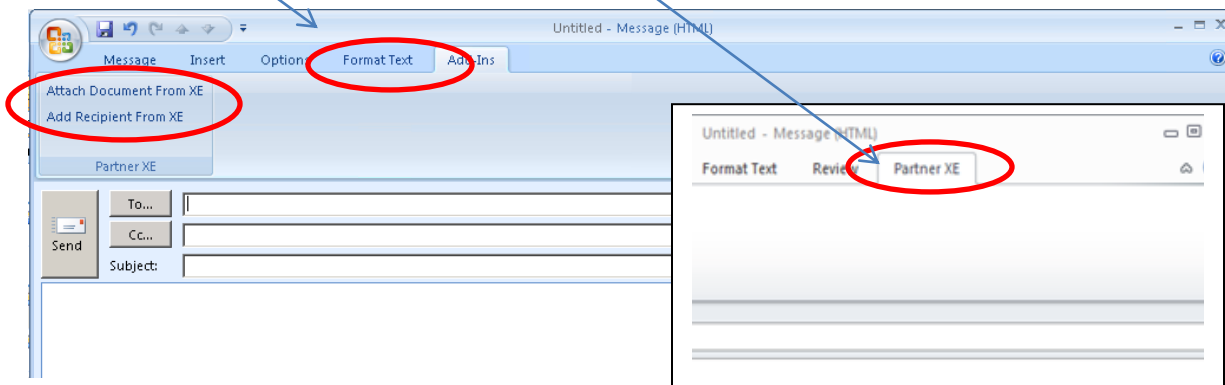 Untitled - Message (HTML)
Message Insert Options Format Text Add-Ins
Attach Document From XE
Add Recipient From XE
Partner XE
To...
Cc...
Send
Subject:
Untitled - Message (HTML)
Format Text Review Partner XE